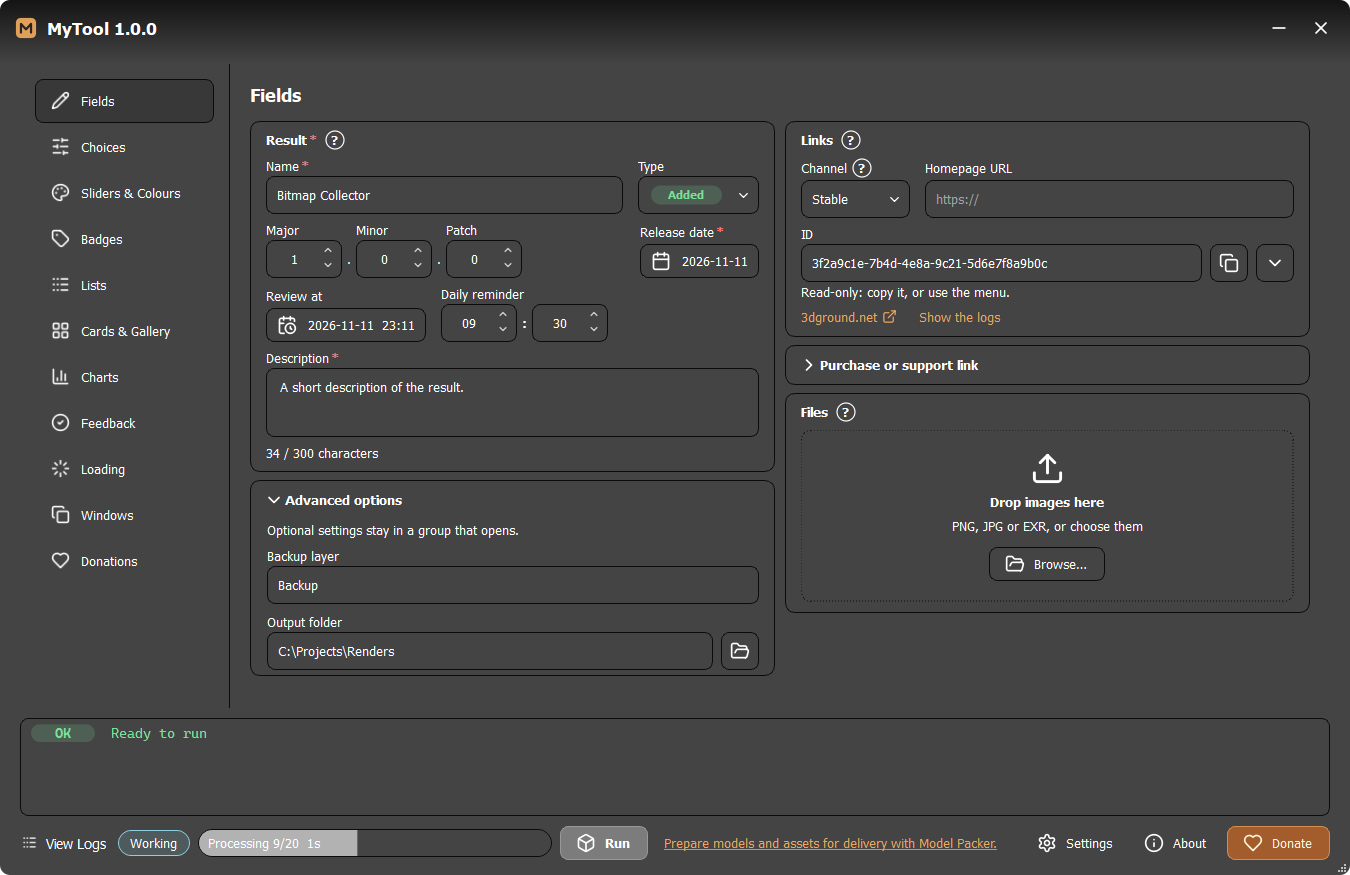 M MyTool 1.0.0
Fields
Choices
Sliders & Colours
Badges
Lists
Cards & Gallery
Charts
Feedback
Loading
Windows
Donations
Fields
Result * ?
Name *
Type
Bitmap Collector
Added
Major
Minor
Patch
Release date *
1 . 0 . 0
2026-11-11
Review at
Daily reminder
2026-11-11 23:11
09 : 30
Description *
A short description of the result.
34 / 300 characters
Advanced options
Optional settings stay in a group that opens.
Backup layer
Backup
Output folder
C:\Projects\Renders
Links ?
Channel ?
Homepage URL
Stable
https://
ID
3f2a9c1e-7b4d-4e8a-9c21-5d6e7f8a9b0c
Read-only: copy it, or use the menu.
3dground.net
Show the logs
Purchase or support link
Files ?
Drop images here
PNG, JPG or EXR, or choose them
Browse...
OK Ready to run
View Logs
Working
Processing 9/20 1s
Run
Prepare models and assets for delivery with Model Packer.
Settings
About
Donate